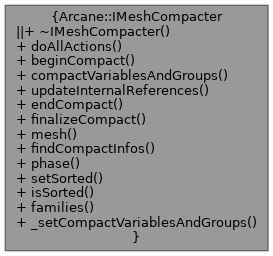 {Arcane::IMeshCompacter
||+ ~IMeshCompacter()
+ doAllActions()
+ beginCompact()
+ compactVariablesAndGroups()
+ updateInternalReferences()
+ endCompact()
+ finalizeCompact()
+ mesh()
+ findCompactInfos()
+ phase()
+ setSorted()
+ isSorted()
+ families()
+ _setCompactVariablesAndGroups()
}